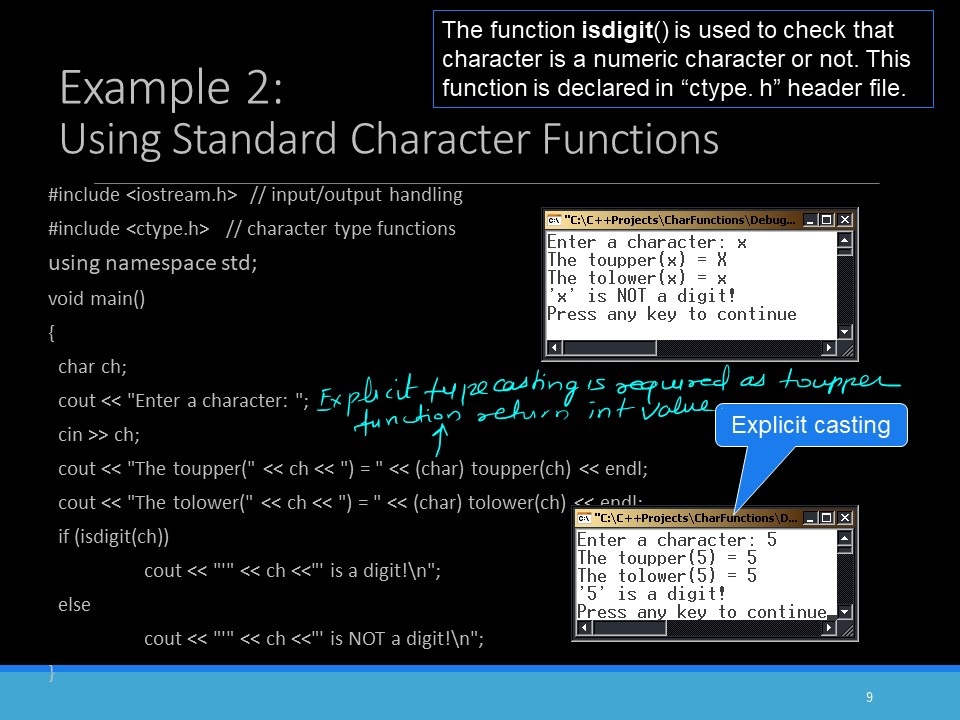 The function isdigit() is used to check that
character is a numeric character or not. This
function is declared in “ctype. h” header file.
Example 2:
Using Standard Character Functions
#include <iostream.h> // input/output handling
#include <ctype.h> // character type functions
using namespace std;
void main()
{
char ch;
cout << "Enter a character: ";
Explicit typecasting is required as toupper
function return int value
cin >> ch;
cout << "The toupper(" << ch << ") = " << (char) toupper(ch) << endl;
cout << "The tolower(" << ch << ") = " << (char) tolower(ch) << endl;
if (isdigit(ch))
cout << "'" << ch <<"' is a digit!\n";
else
cout << "'" << ch <<"' is NOT a digit!\n";
}
"C:\C++Projects\CharFunctions\Debug...
Enter a character: x
The toupper(x) = X
The tolower(x) = x
'x' is NOT a digit!
Press any key to continue
Explicit casting
"C:\C++Projects\CharFunctions\D...
Enter a character: 5
The toupper(5) = 5
The tolower(5) = 5
'5' is a digit!
Press any key to continue
9